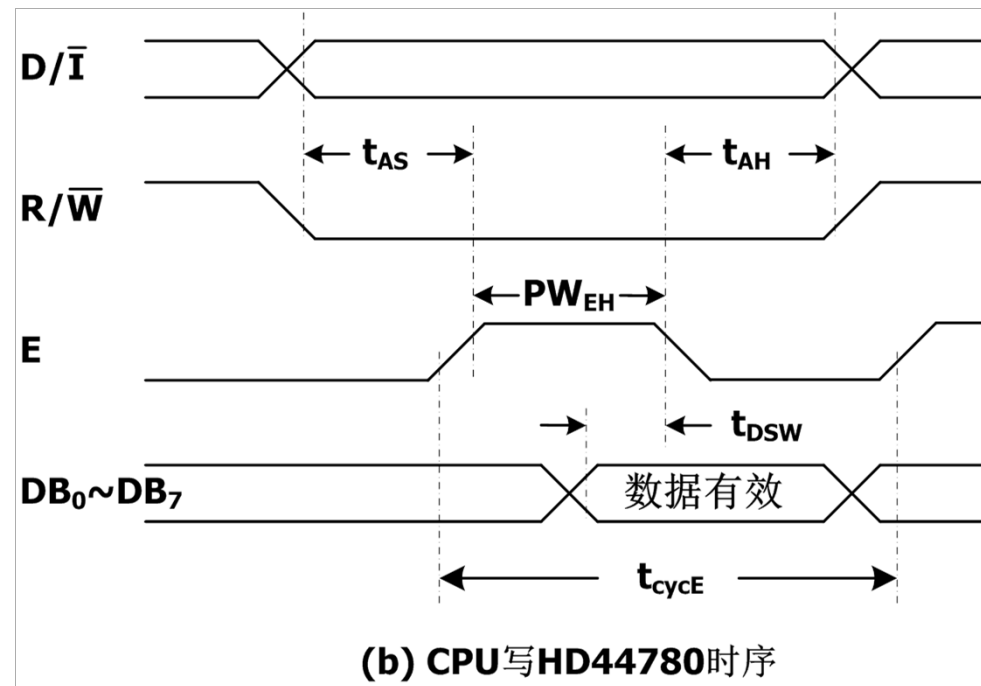 D/I̅
tAS
tAH
R/W̅
PWEH
E
tDSW
DB0~DB7
数据有效
tcycE
(b) CPU写HD44780时序